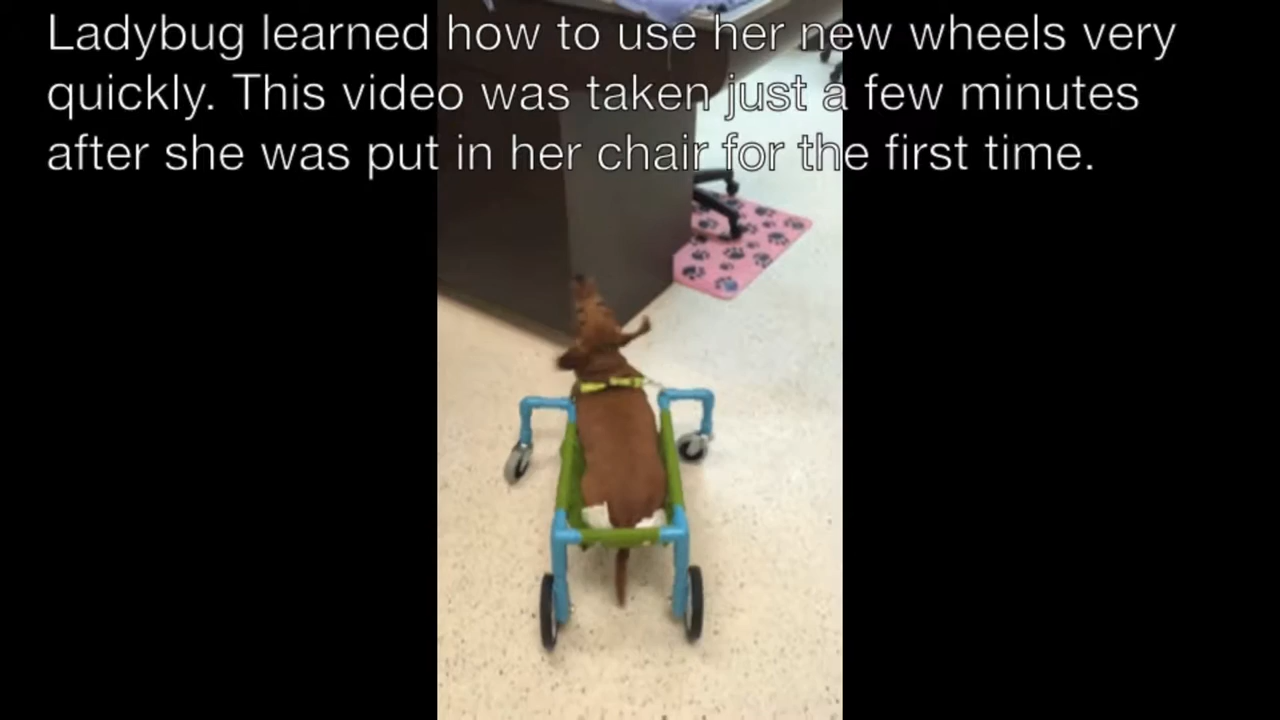 Ladybug learned how to use her new wheels very
quickly. This video was taken just a few minutes
after she was put in her chair for the first time.